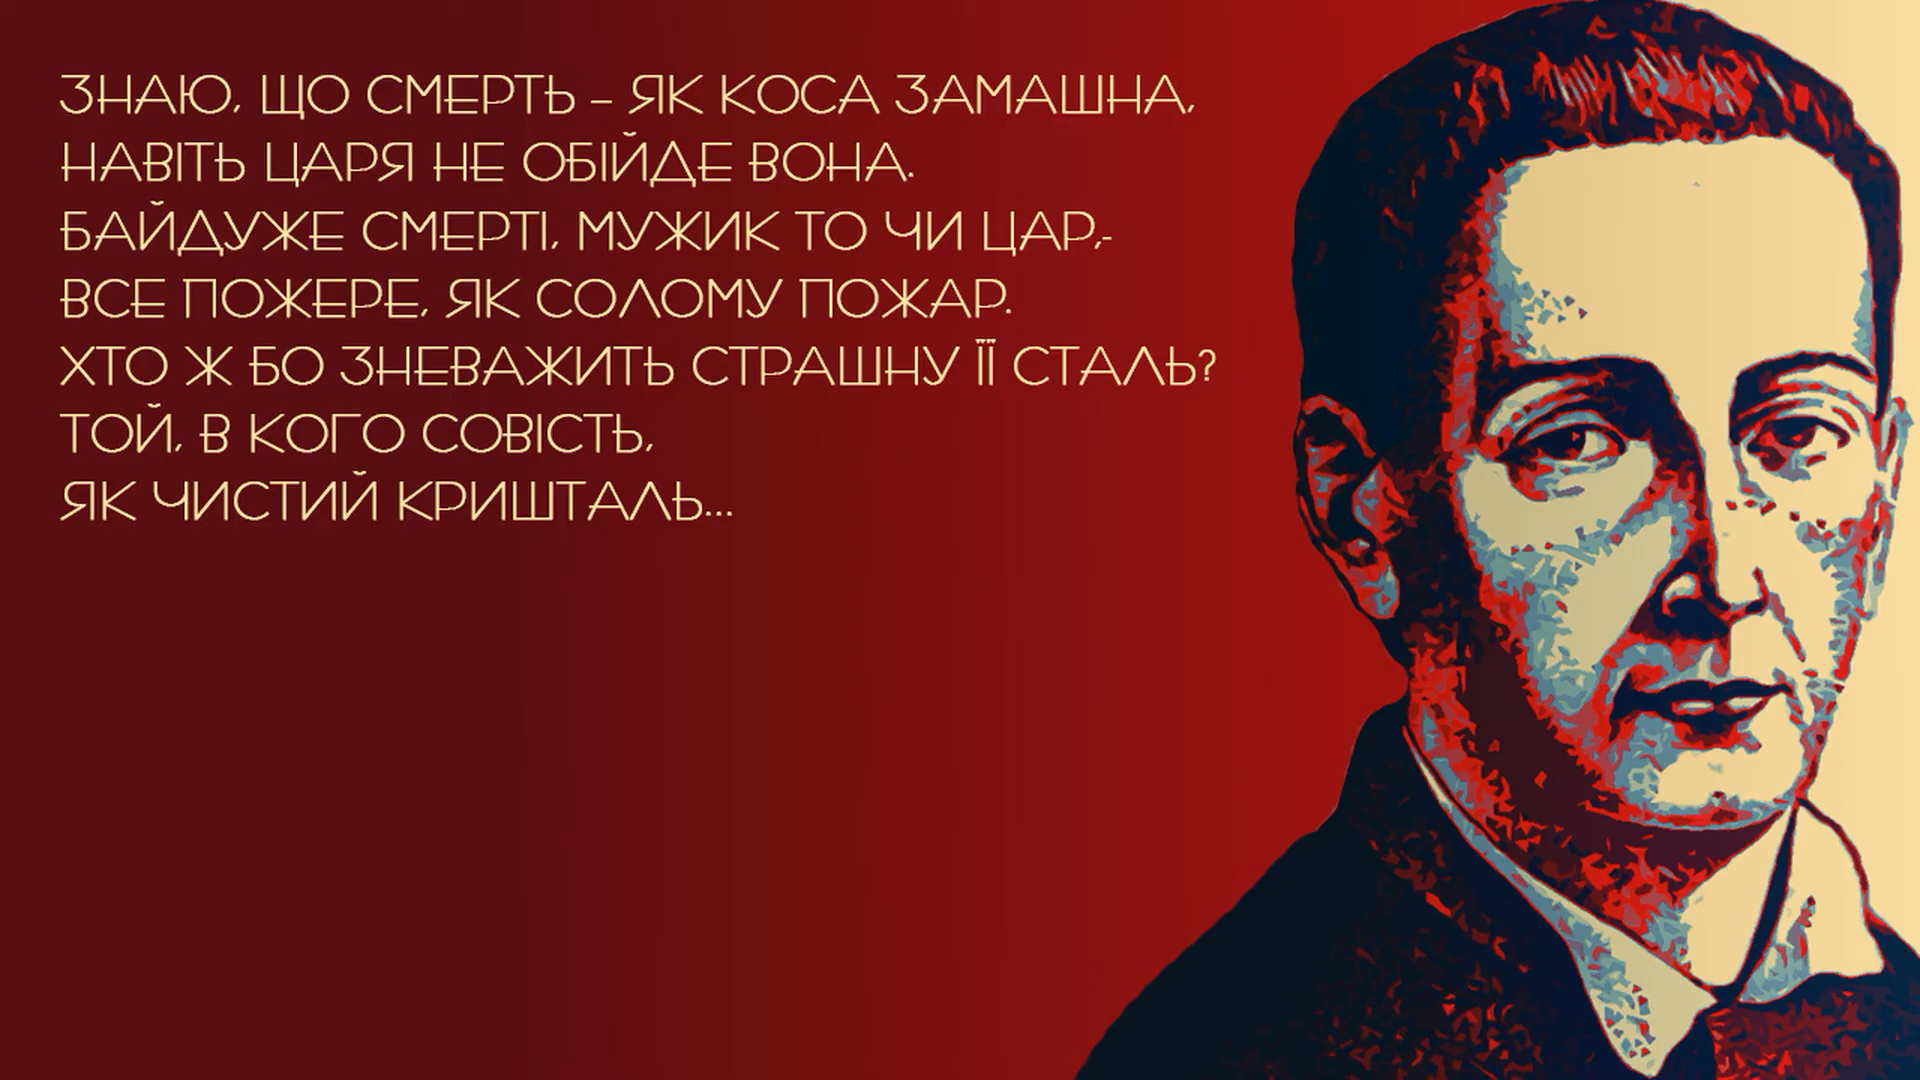 ЗНАЮ, ЩО СМЕРТЬ – ЯК КОСА ЗАМАШНА,
НАВІТЬ ЦАРЯ НЕ ОБІЙДЕ ВОНА.
БАЙДУЖЕ СМЕРТІ, МУЖИК ТО ЧИ ЦАР,-
ВСЕ ПОЖЕРЕ, ЯК СОЛОМУ ПОЖАР.
ХТО Ж БО ЗНЕВАЖИТЬ СТРАШНУ ЇЇ СТАЛЬ?
ТОЙ, В КОГО СОВІСТЬ,
ЯК ЧИСТИЙ КРИШТАЛЬ...